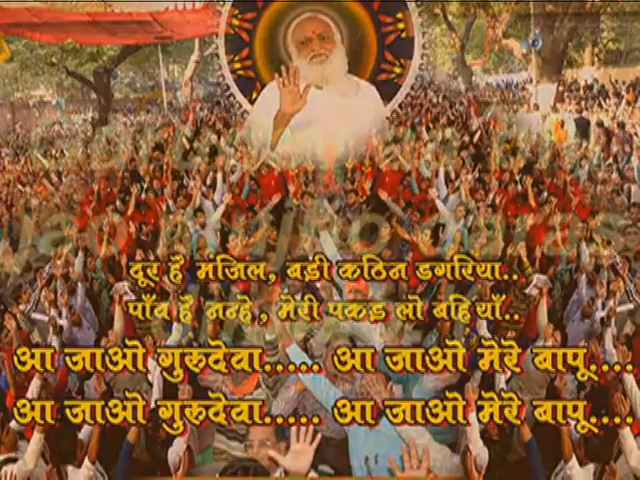 दूर है मंजिल, बड़ी कठिन डगरिया..
पाँव है नन्हे, मेरी पकड़ लो बहियाँ..
आ जाओ गुरुदेवा..... आ जाओ मेरे बापू....
आ जाओ गुरुदेवा..... आ जाओ मेरे बापू....